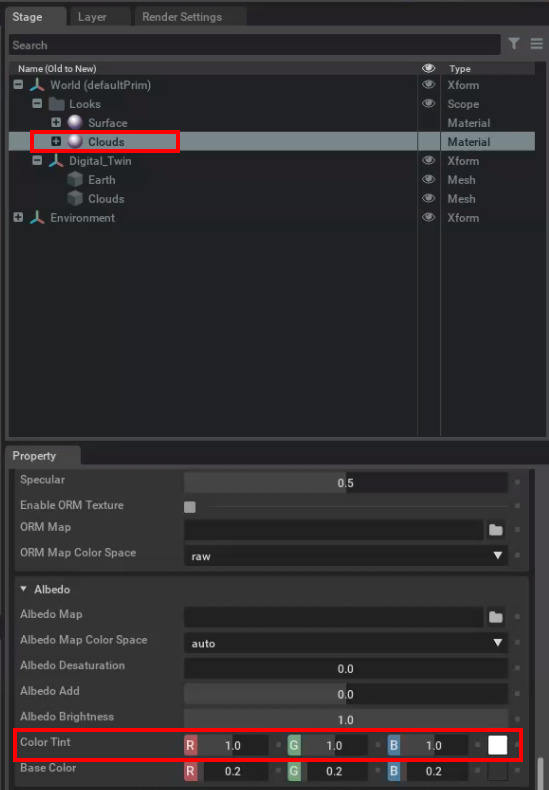 Stage Layer Render Settings
Search
Name (Old to New) Type
World (defaultPrim) Xform
Looks Scope
Surface Material
Clouds Material
Digital_Twin Xform
Earth Mesh
Clouds Mesh
Environment Xform
Property
Specular 0.5
Enable ORM Texture
ORM Map
ORM Map Color Space raw
Albedo
Albedo Map
Albedo Map Color Space auto
Albedo Desaturation 0.0
Albedo Add 0.0
Albedo Brightness 1.0
Color Tint R 1.0 G 1.0 B 1.0
Base Color R 0.2 G 0.2 B 0.2